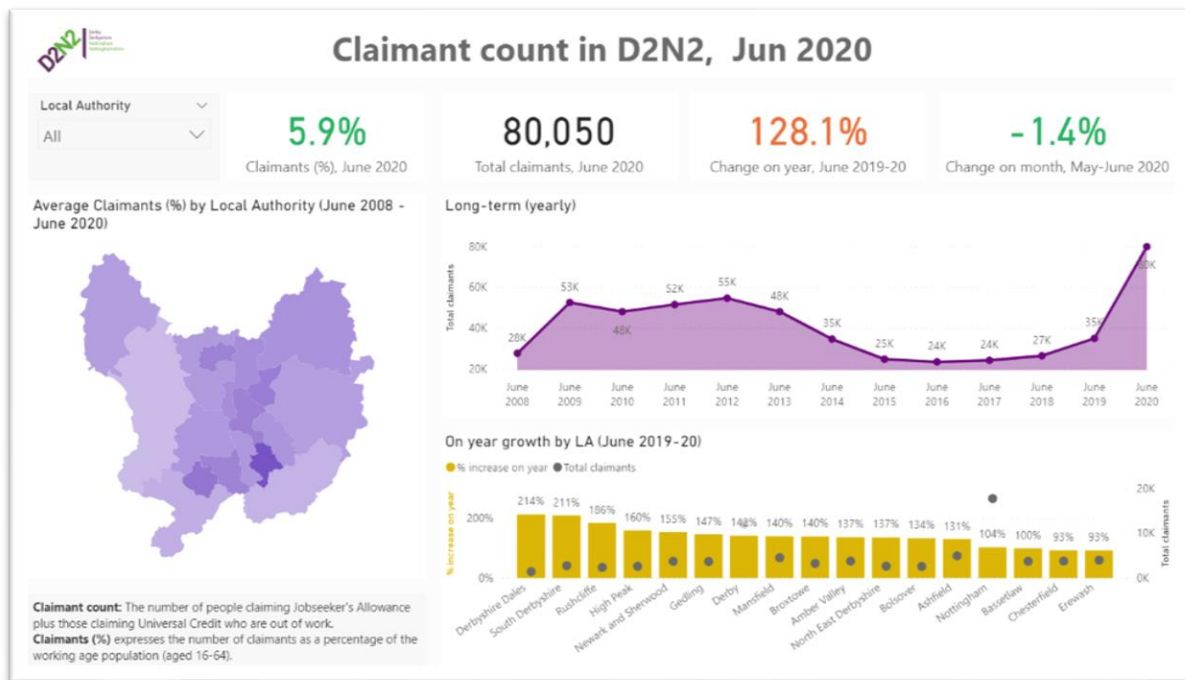 D2N2
Derby
Derbyshire
Nottingham
Nottinghamshire
Claimant count in D2N2, Jun 2020
Local Authority
All
5.9%
Claimants (%), June 2020
80,050
Total claimants, June 2020
128.1%
Change on year, June 2019-20
-1.4%
Change on month, May-June 2020
Average Claimants (%) by Local Authority (June 2008 -
June 2020)
Long-term (yearly)
Total claimants
80K
60K
40K
20K
28K
53K
48K
52K
55K
48K
35K
25K
24K
24K
27K
35K
80K
June June June June June June June June June June June June June
2008 2009 2010 2011 2012 2013 2014 2015 2016 2017 2018 2019 2020
On year growth by LA (June 2019-20)
% increase on year Total claimants
% increase on year
200%
0%
214% 211% 186% 160% 155% 147% 140% 140% 137% 137% 134% 131% 104% 100% 93% 93%
20K
10K
0K
Total claimants
Derbyshire Dales
South Derbyshire
Rushcliffe
High Peak
Newark and Sherwood
Gedling
Derby
Mansfield
Broxtowe
Amber Valley
North East Derbyshire
Bolsover
Ashfield
Nottingham
Bassetlaw
Chesterfield
Erewash
Claimant count: The number of people claiming Jobseeker's Allowance
plus those claiming Universal Credit who are out of work.
Claimants (%) expresses the number of claimants as a percentage of the
working age population (aged 16-64).